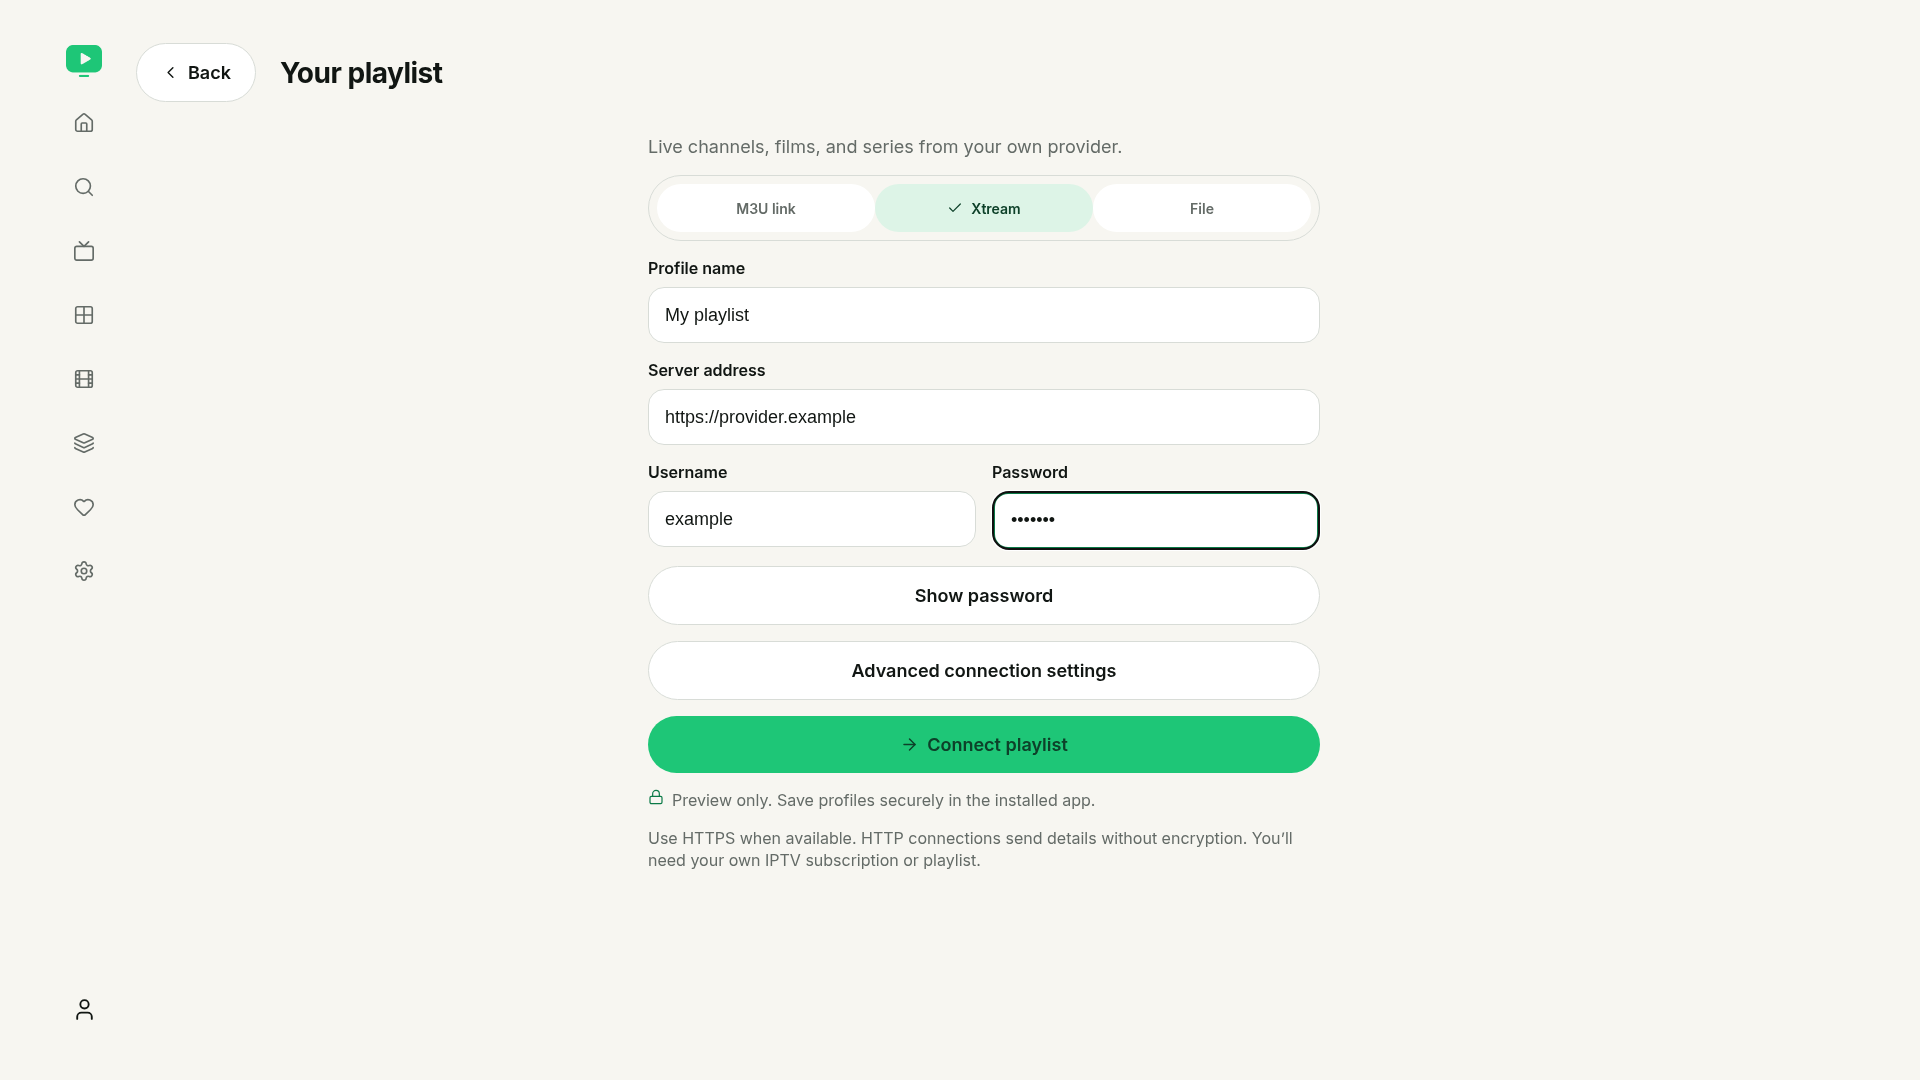 Back
Your playlist
Live channels, films, and series from your own provider.
M3U link
Xtream
File
Profile name
My playlist
Server address
https://provider.example
Username
Password
example
•••••••
Show password
Advanced connection settings
Connect playlist
Preview only. Save profiles securely in the installed app.
Use HTTPS when available. HTTP connections send details without encryption. You’ll
need your own IPTV subscription or playlist.